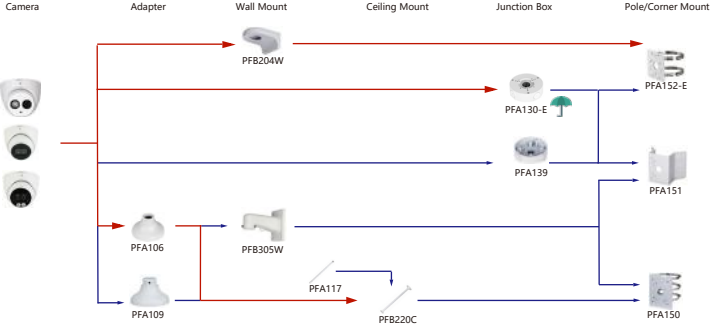 Camera Adapter Wall Mount Ceiling Mount Junction Box Pole/Corner Mount
PFB204W
PFA152-E
PFA130-E
PFA139
PFA151
PFA106
PFB305W
PFA117
PFA109
PFB220C
PFA150